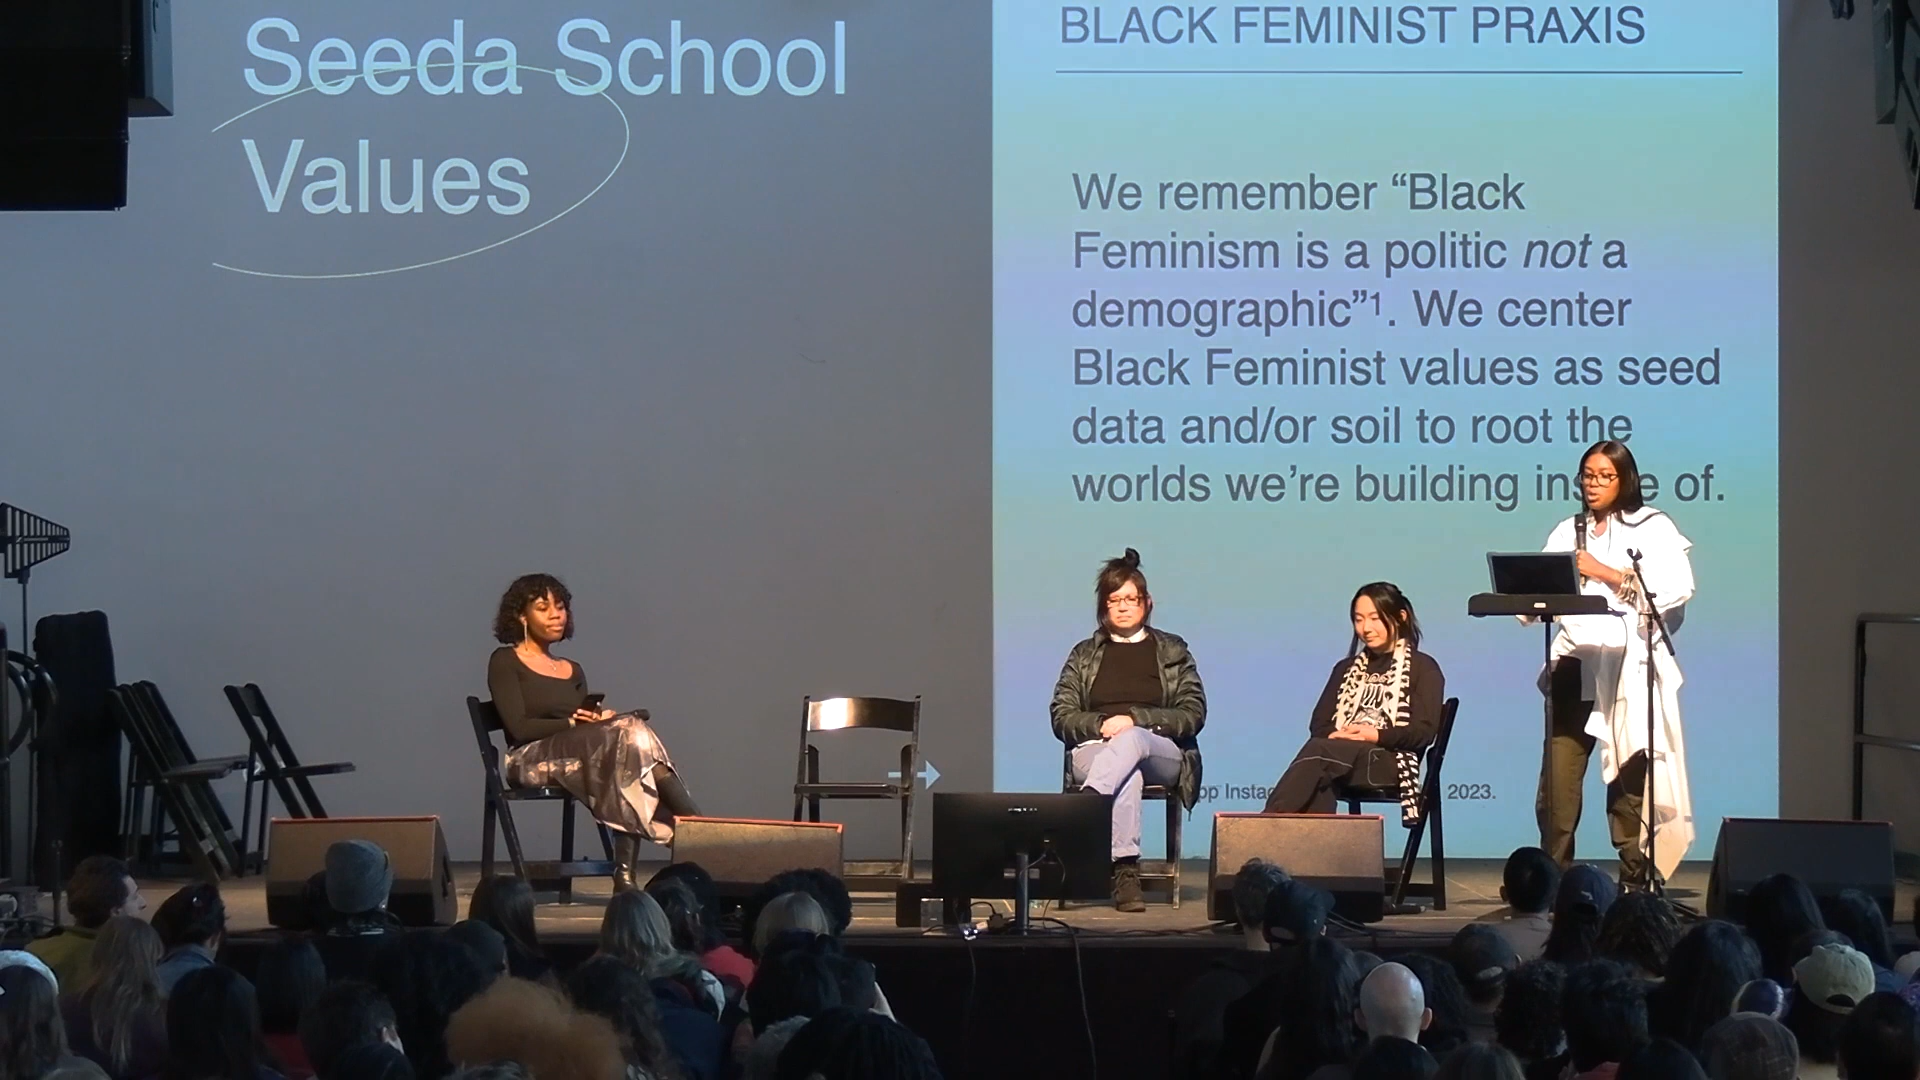 Seeda School
Values
BLACK FEMINIST PRAXIS
We remember “Black
Feminism is a politic not a
demographic”¹. We center
Black Feminist values as seed
data and/or soil to root the
worlds we’re building of.
2023.